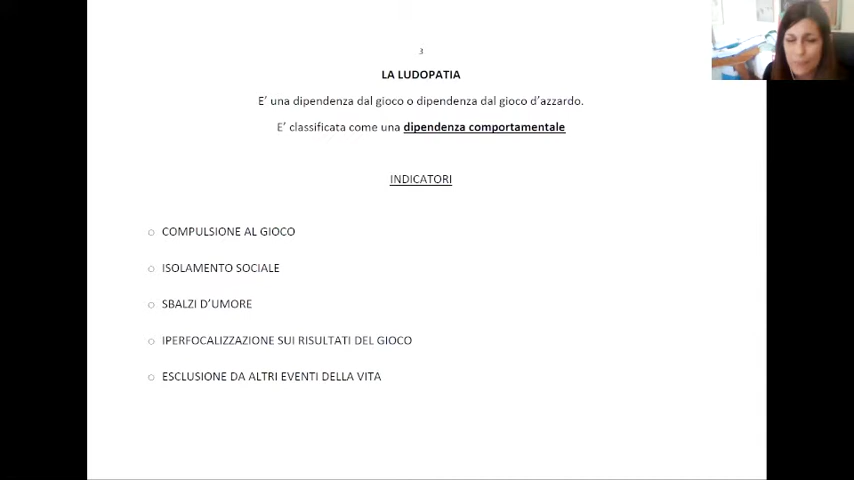 3
LA LUDOPATIA
E’ una dipendenza dal gioco o dipendenza dal gioco d’azzardo.
E’ classificata come una dipendenza comportamentale
INDICATORI
○ COMPULSIONE AL GIOCO
○ ISOLAMENTO SOCIALE
○ SBALZI D’UMORE
○ IPERFOCALIZZAZIONE SUI RISULTATI DEL GIOCO
○ ESCLUSIONE DA ALTRI EVENTI DELLA VITA